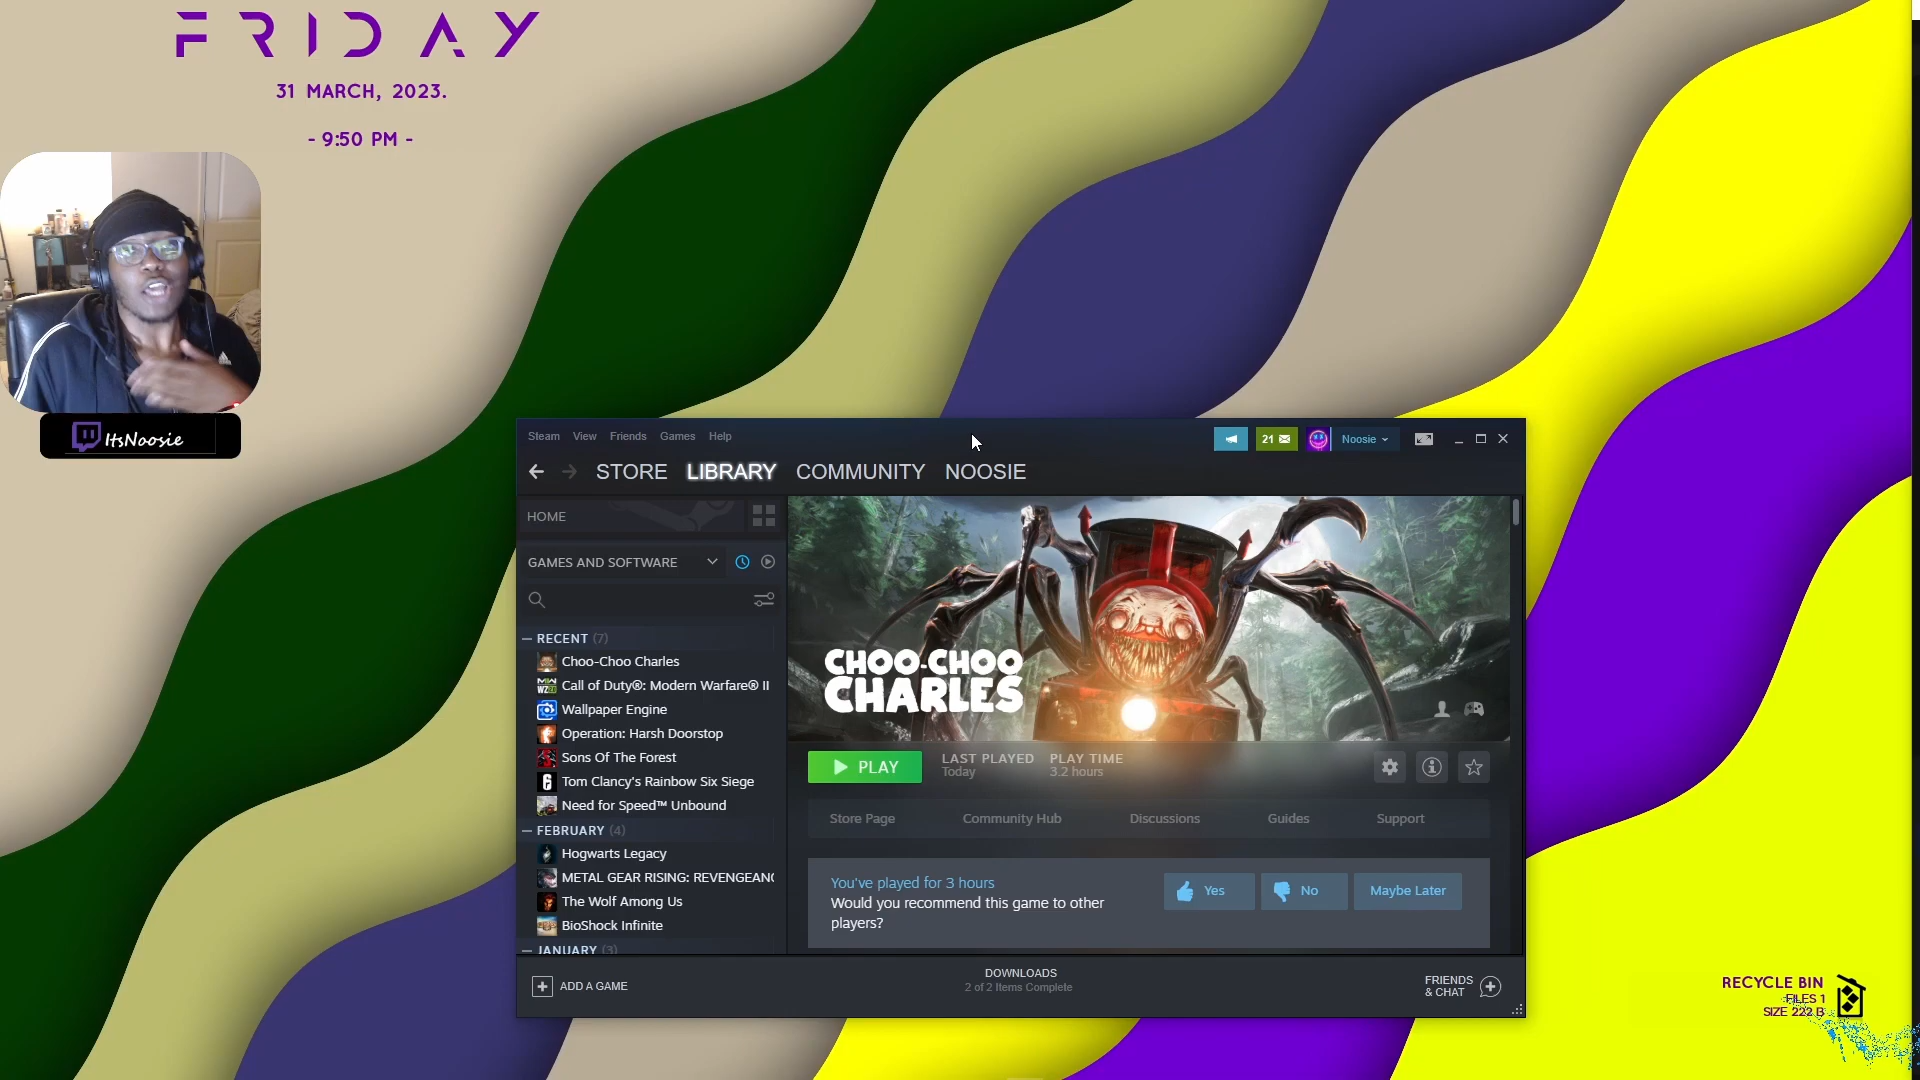 FRIDAY
31 MARCH, 2023.
- 9:50 PM -
ItsNoosie
Steam View Friends Games Help
21
Noosie
STORE LIBRARY COMMUNITY NOOSIE
HOME
GAMES AND SOFTWARE
RECENT (7)
Choo-Choo Charles
Call of Duty®: Modern Warfare® II
Wallpaper Engine
Operation: Harsh Doorstop
Sons Of The Forest
Tom Clancy's Rainbow Six Siege
Need for Speed™ Unbound
FEBRUARY (4)
Hogwarts Legacy
METAL GEAR RISING: REVENGEANC
The Wolf Among Us
BioShock Infinite
JANUARY (3)
CHOO-CHOO
CHARLES
PLAY
LAST PLAYED
Today
PLAY TIME
3.2 hours
Store Page Community Hub Discussions Guides Support
You've played for 3 hours
Would you recommend this game to other
players?
Yes No Maybe Later
ADD A GAME
DOWNLOADS
2 of 2 Items Complete
FRIENDS
& CHAT
RECYCLE BIN
FILES 1
SIZE 222 B